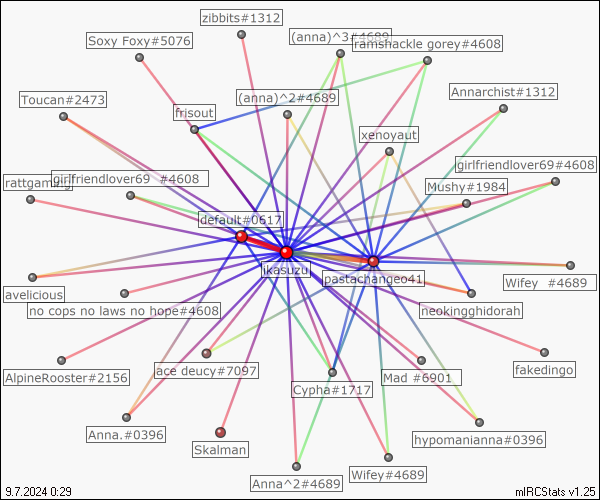 zibbits#1312
(anna)^3#4689
Soxy Foxy#5076
ramshackle gorey#4608
Toucan#2473
(anna)^2#4689
Annarchist#1312
frisout
xenoyaut
girlfriendlover69#4608
rattgamı
girlfriendlover69 #4608
Mushy#1984
default#0617
ikasuzu
pastachangeo41
Wifey #4689
avelicious
no cops no laws no hope#4608
neokingghidorah
AlpineRooster#2156
ace deucy#7097
Cypha#1717
Mad #6901
fakedingo
Anna.#0396
Skalman
hypomanianna#0396
Anna^2#4689
Wifey#4689
9.7.2024 0:29
mIRCStats v1.25